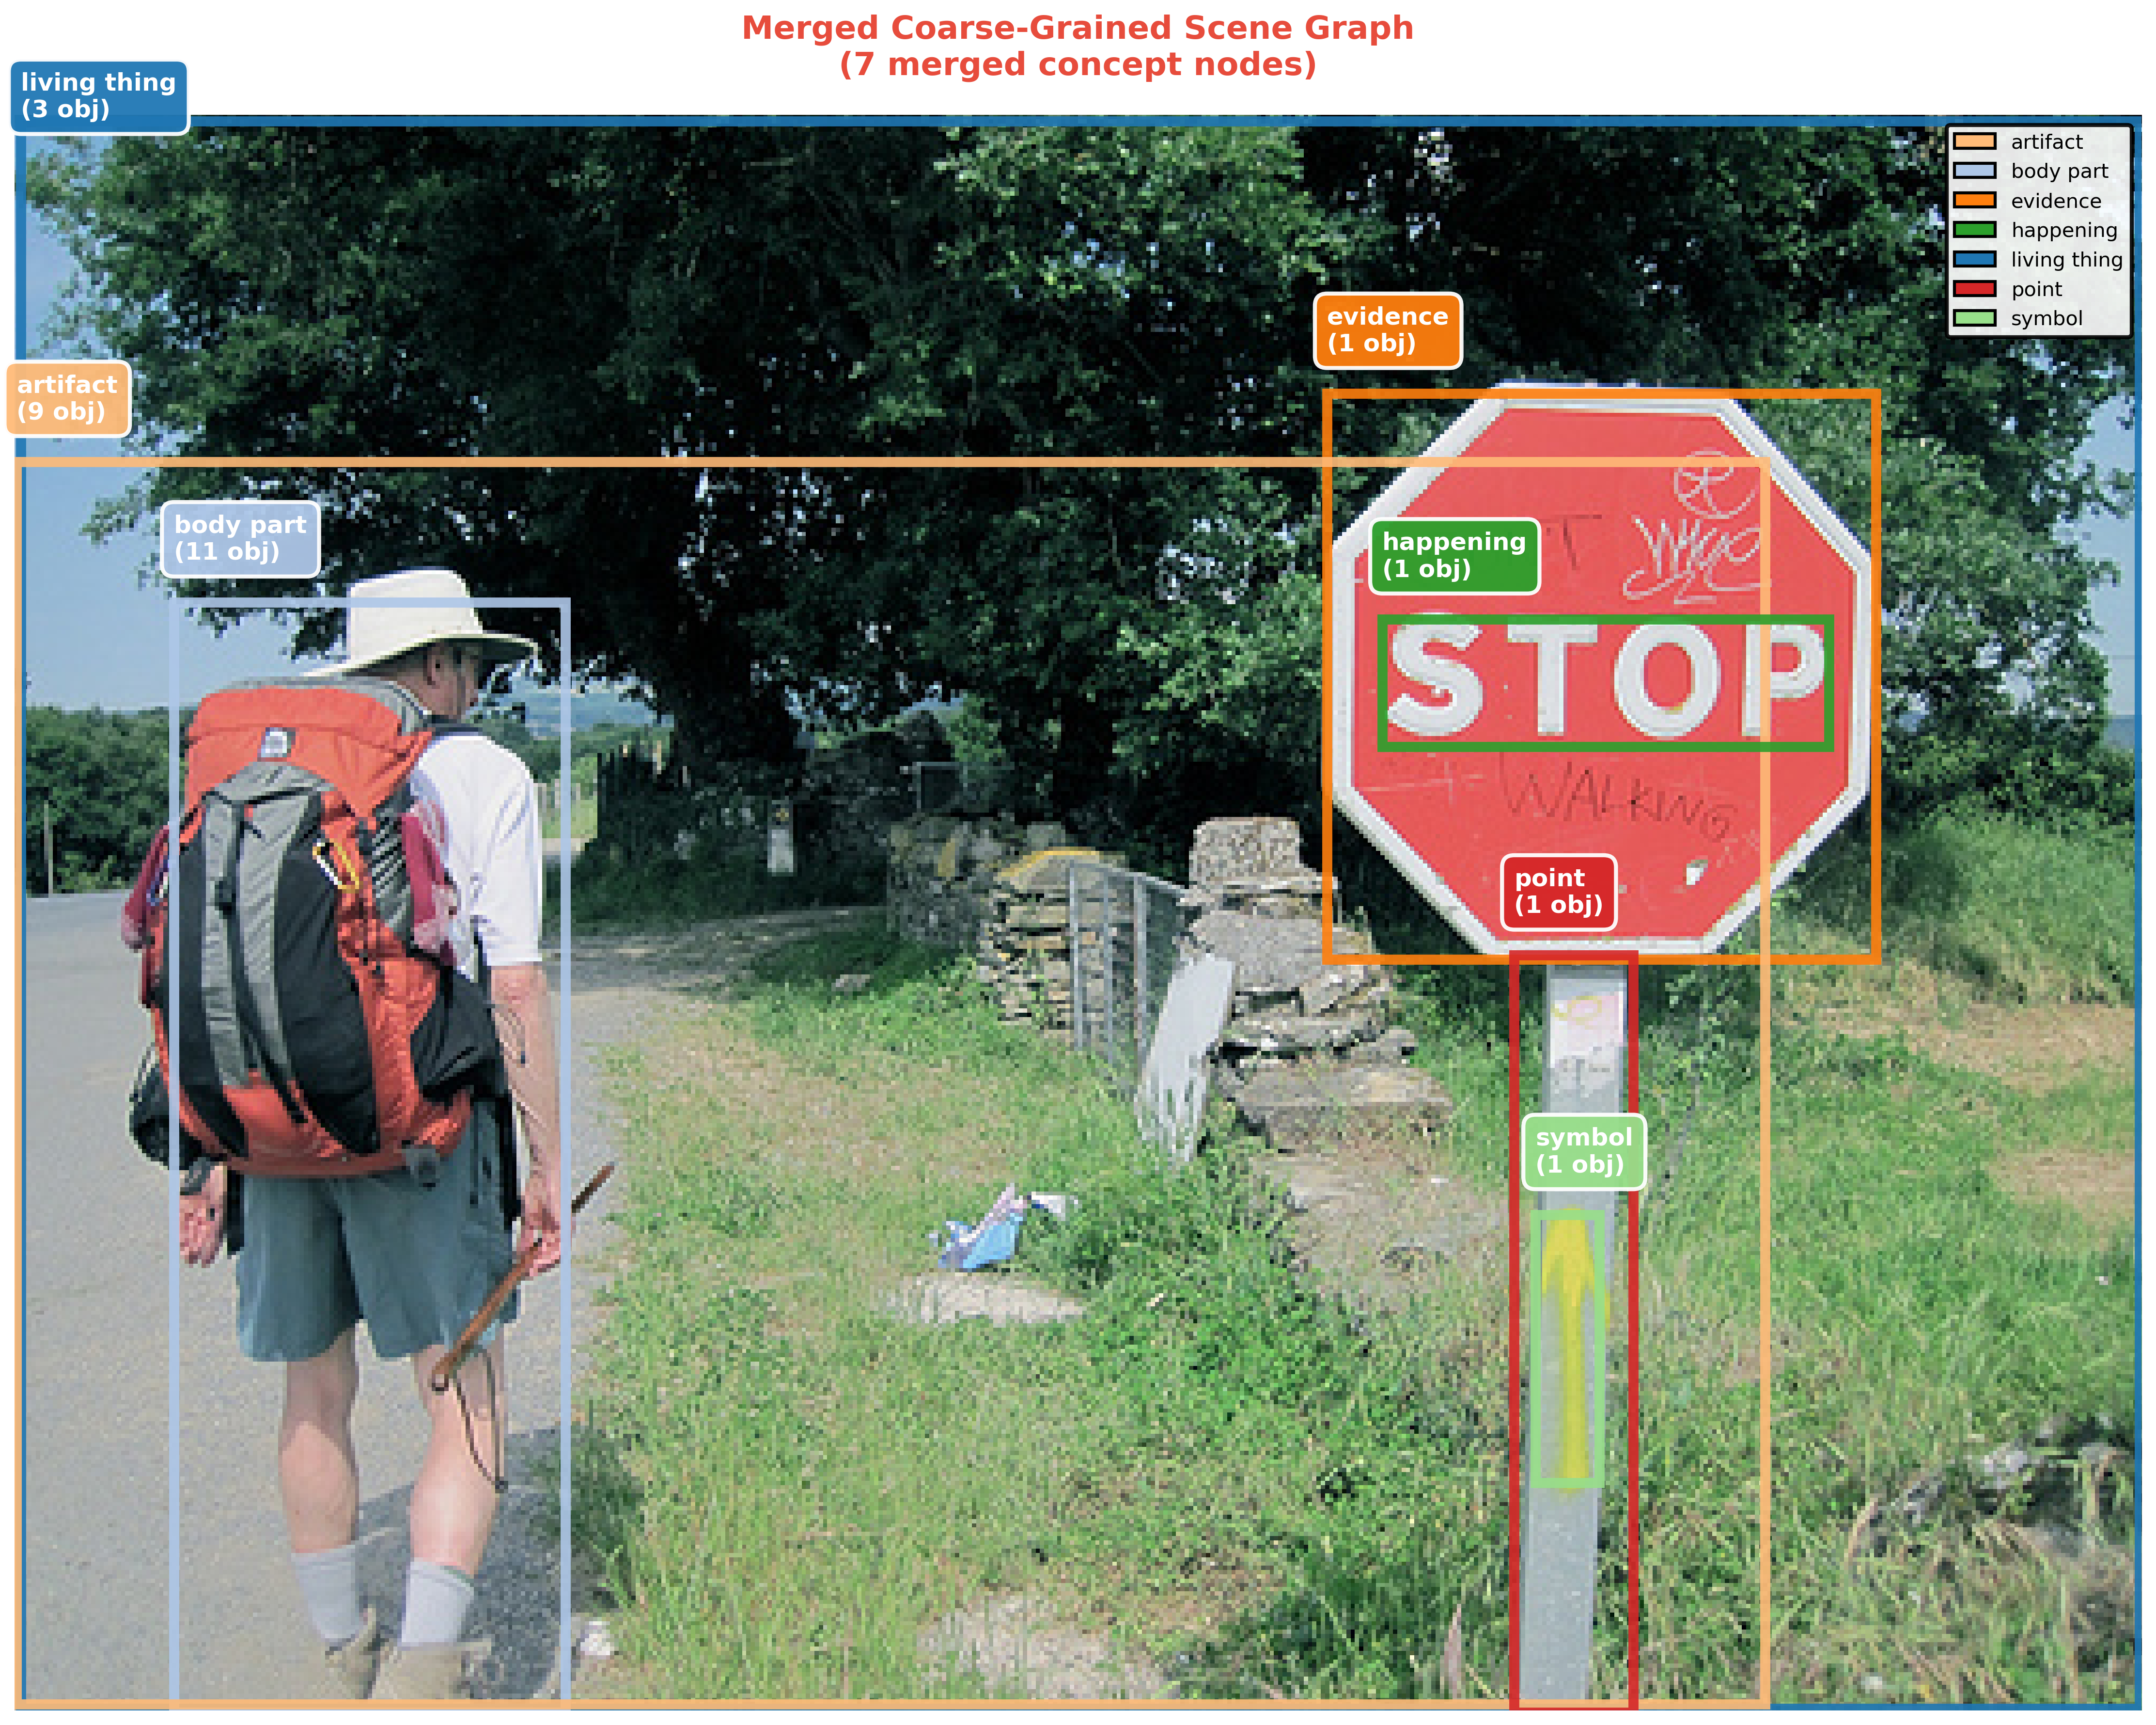 Merged Coarse-Grained Scene Graph
(7 merged concept nodes)
living thing
(3 obj)
artifact
body part
evidence
happening
living thing
point
symbol
evidence
(1 obj)
artifact
(9 obj)
body part
(11 obj)
happening
(1 obj)
STOP
WALKING
point
(1 obj)
symbol
(1 obj)